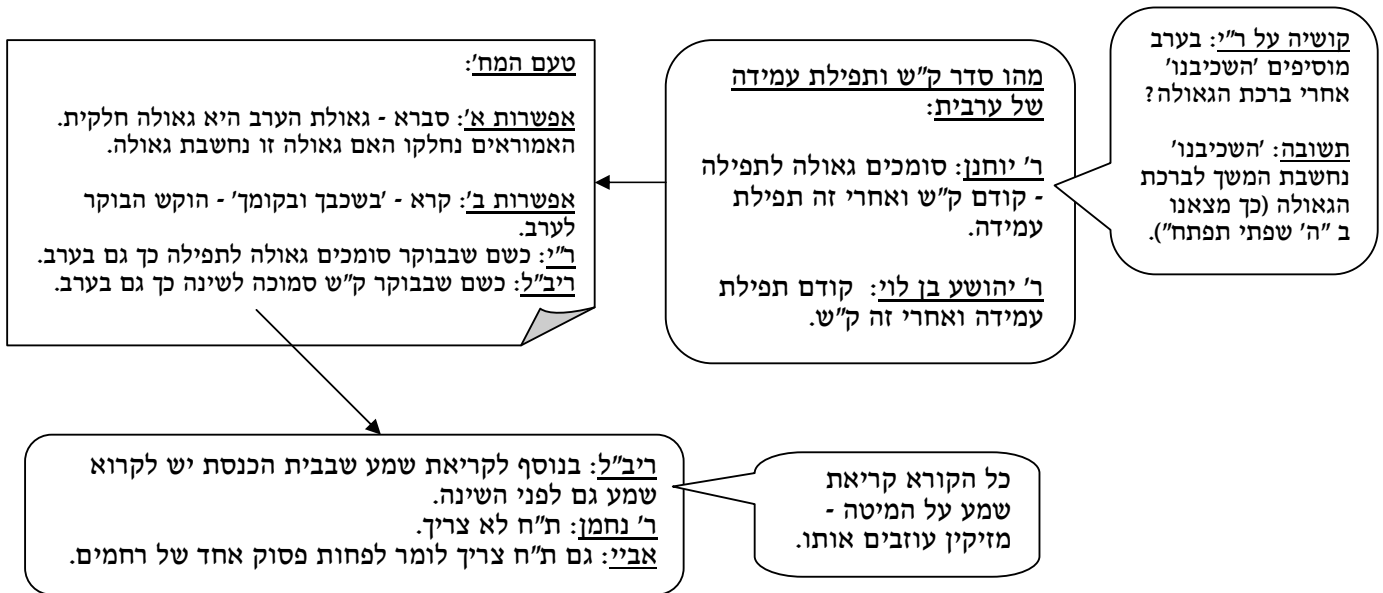 קושיה על ר"י: בערב
מוסיפים 'השכיבנו'
אחרי ברכת הגאולה?
תשובה: 'השכיבנו'
נחשבת המשך לברכת
הגאולה (כך מצאנו
ב "ה' שפתי תפתח").
מהו סדר ק"ש ותפילת עמידה
של ערבית:
ר' יוחנן: סומכים גאולה לתפילה
- קודם ק"ש ואחרי זה תפילת
עמידה.
ר' יהושע בן לוי: קודם תפילת
עמידה ואחרי זה ק"ש.
טעם המח':
אפשרות א': סברא - גאולת הערב היא גאולה חלקית.
האמוראים נחלקו האם גאולה זו נחשבת גאולה.
אפשרות ב': קרא - 'בשכבך ובקומך' - הוקש הבוקר
לערב.
ר"י: כשם שבבוקר סומכים גאולה לתפילה כך גם בערב.
ריב"ל: כשם שבבוקר ק"ש סמוכה לשינה כך גם בערב.
ריב"ל: בנוסף לקריאת שמע שבבית הכנסת יש לקרוא
שמע גם לפני השינה.
ר' נחמן: ת"ח לא צריך.
אביי: גם ת"ח צריך לומר לפחות פסוק אחד של רחמים.
כל הקורא קריאת
שמע על המיטה -
מזיקין עוזבים אותו.